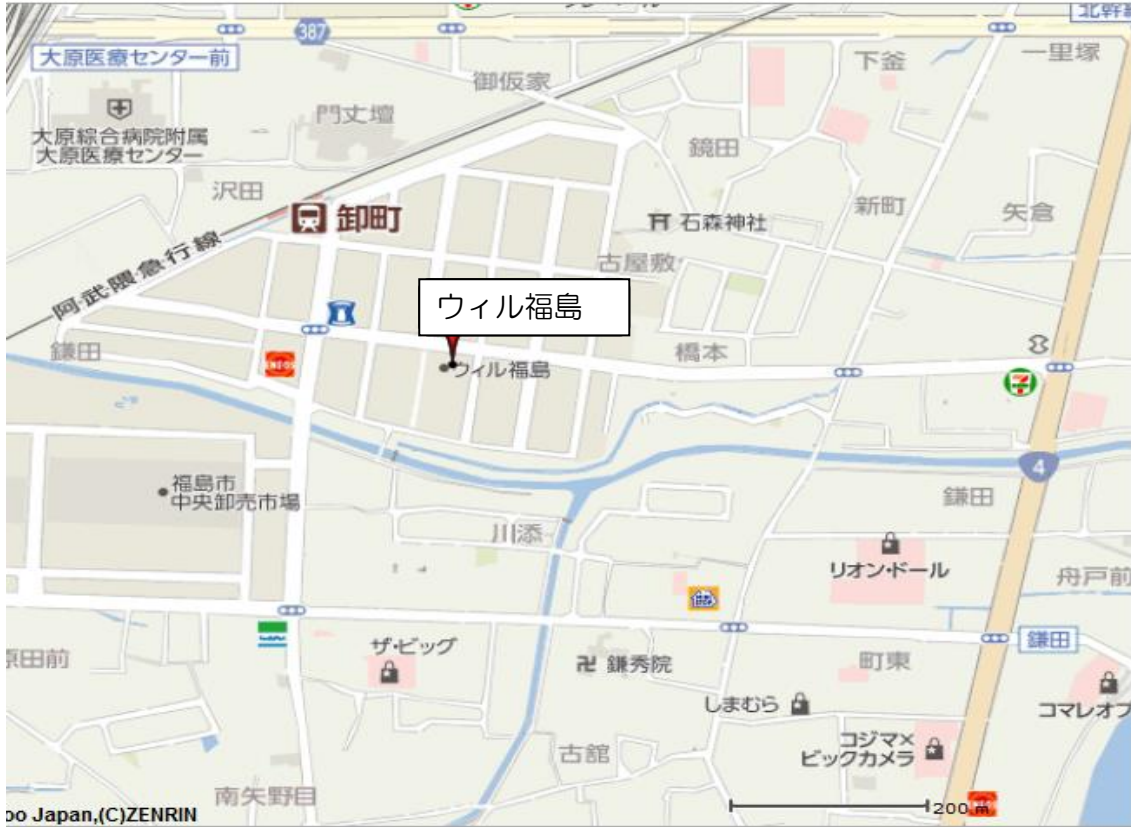 北幹線
387
大原医療センター前
下釜
一里塚
御仮家
大原綜合病院附属
大原医療センター
門丈壇
鏡田
沢田
新町
矢倉
卸町
石森神社
阿武隈急行線
古屋敷
ウィル福島
鎌田
橋本
ENEOS
ウィル福島
7
4
福島市
中央卸売市場
鎌田
川添
リオン・ドール
舟戸前
原田前
ザ・ビッグ
卍 鎌秀院
町東
鎌田
しまむら
コマレオフ
コジマ×
ビックカメラ
古舘
南矢野目
200 m
oo Japan,(C)ZENRIN